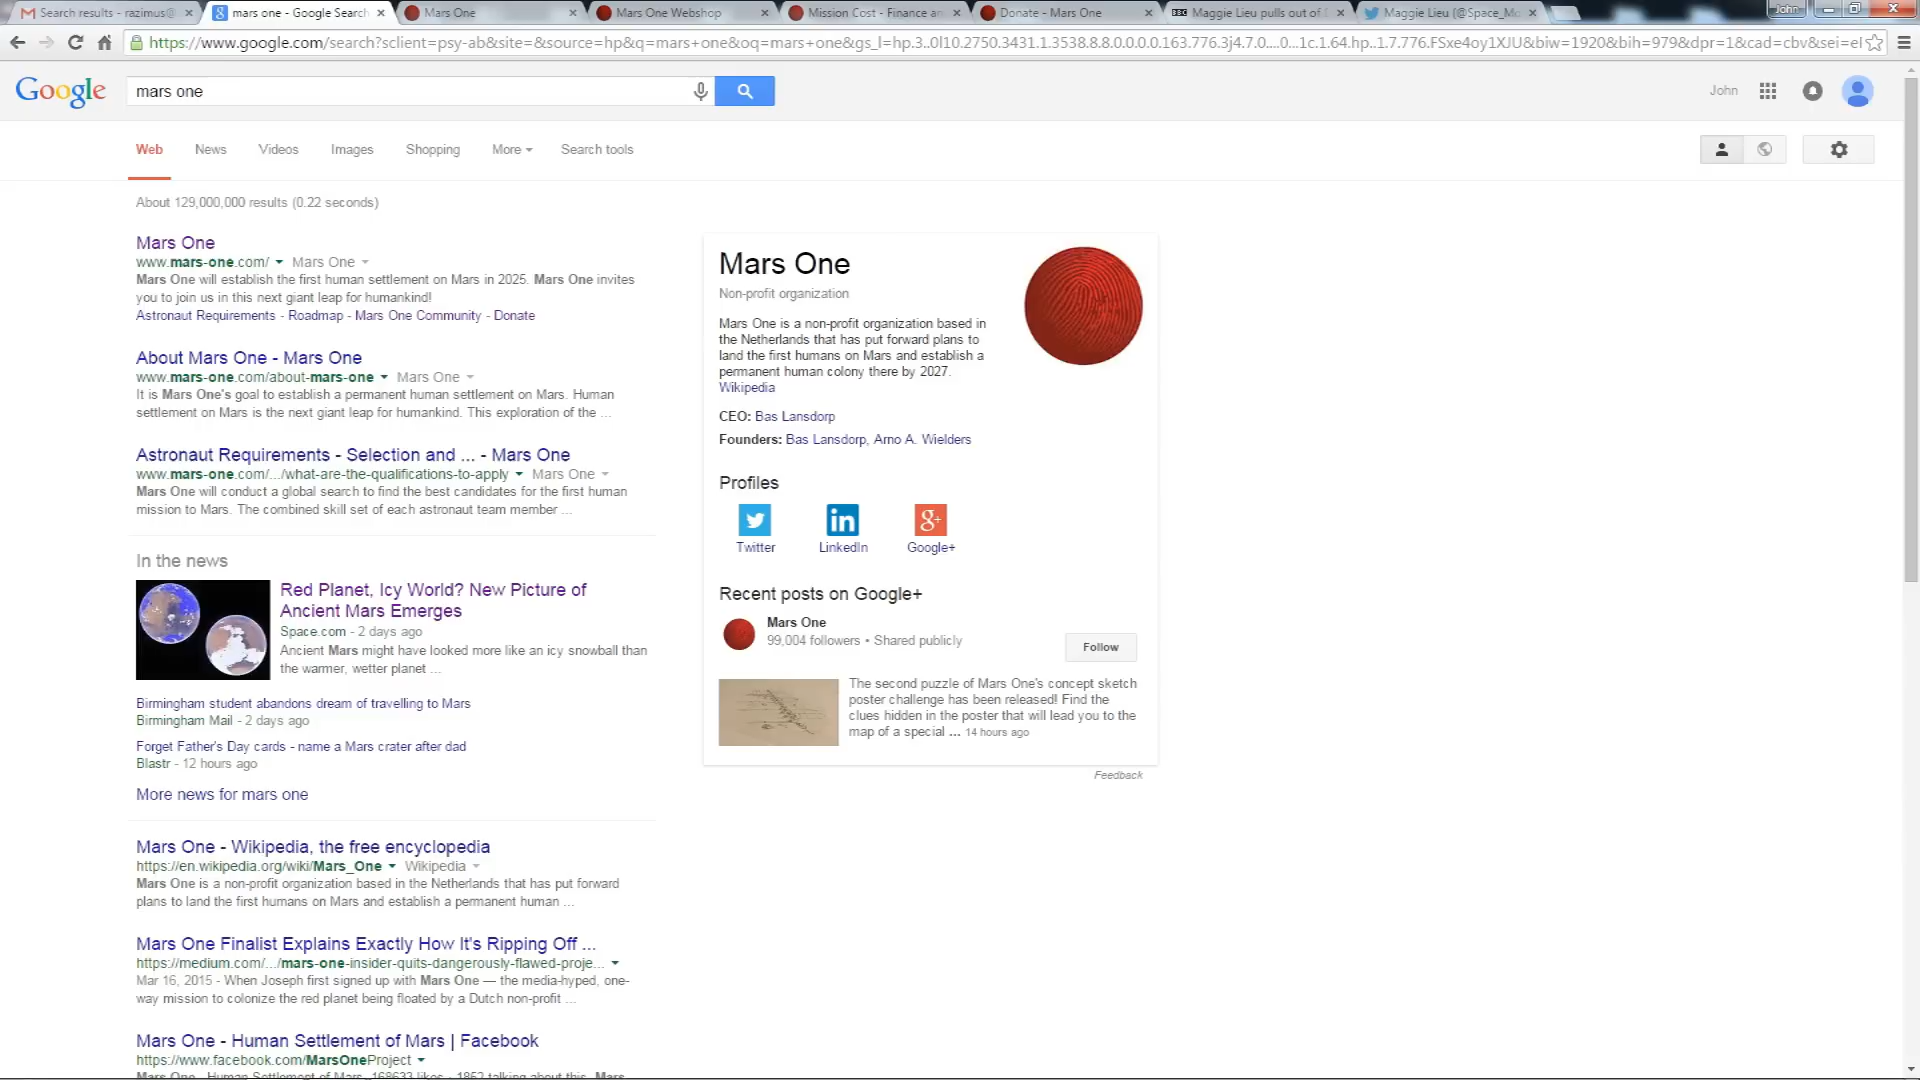 Search results - razimus@
mars one - Google Search
Mars One
Mars One Webshop
Mission Cost - Finance an
Donate - Mars One
BBC Maggie Lieu pulls out of
Maggie Lieu (@Space_Mo
John
https://www.google.com/search?sclient=psy-ab&site=&source=hp&q=mars+one&oq=mars+one&gs_l=hp.3..0l10.2750.3431.1.3538.8.8.0.0.0.0.163.776.3j4.7.0....0...1c.1.64.hp..1.7.776.FSxe4oy1XJU&biw=1920&bih=979&dpr=1&cad=cbv&sei=eI
Google
mars one
John
Web News Videos Images Shopping More Search tools
About 129,000,000 results (0.22 seconds)
Mars One
www.mars-one.com/ Mars One
Mars One will establish the first human settlement on Mars in 2025. Mars One invites
you to join us in this next giant leap for humankind!
Astronaut Requirements - Roadmap - Mars One Community - Donate
About Mars One - Mars One
www.mars-one.com/about-mars-one Mars One
It is Mars One's goal to establish a permanent human settlement on Mars. Human
settlement on Mars is the next giant leap for humankind. This exploration of the ...
Astronaut Requirements - Selection and ... - Mars One
www.mars-one.com/.../what-are-the-qualifications-to-apply Mars One
Mars One will conduct a global search to find the best candidates for the first human
mission to Mars. The combined skill set of each astronaut team member ...
In the news
Red Planet, Icy World? New Picture of
Ancient Mars Emerges
Space.com - 2 days ago
Ancient Mars might have looked more like an icy snowball than
the warmer, wetter planet ...
Birmingham student abandons dream of travelling to Mars
Birmingham Mail - 2 days ago
Forget Father's Day cards - name a Mars crater after dad
Blastr - 12 hours ago
More news for mars one
Mars One - Wikipedia, the free encyclopedia
https://en.wikipedia.org/wiki/Mars_One Wikipedia
Mars One is a non-profit organization based in the Netherlands that has put forward
plans to land the first humans on Mars and establish a permanent human ...
Mars One Finalist Explains Exactly How It's Ripping Off ...
https://medium.com/.../mars-one-insider-quits-dangerously-flawed-proje...
Mar 16, 2015 - When Joseph first signed up with Mars One — the media-hyped, one-
way mission to colonize the red planet being floated by a Dutch non-profit ...
Mars One - Human Settlement of Mars | Facebook
https://www.facebook.com/MarsOneProject
Mars One - Human Settlement of Mars. 168633 likes · 1852 talking about this. Mars
Mars One
Non-profit organization
Mars One is a non-profit organization based in
the Netherlands that has put forward plans to
land the first humans on Mars and establish a
permanent human colony there by 2027.
Wikipedia
CEO: Bas Lansdorp
Founders: Bas Lansdorp, Arno A. Wielders
Profiles
Twitter LinkedIn Google+
Recent posts on Google+
Mars One
99,004 followers • Shared publicly
Follow
The second puzzle of Mars One's concept sketch
poster challenge has been released! Find the
clues hidden in the poster that will lead you to the
map of a special ... 14 hours ago
Feedback